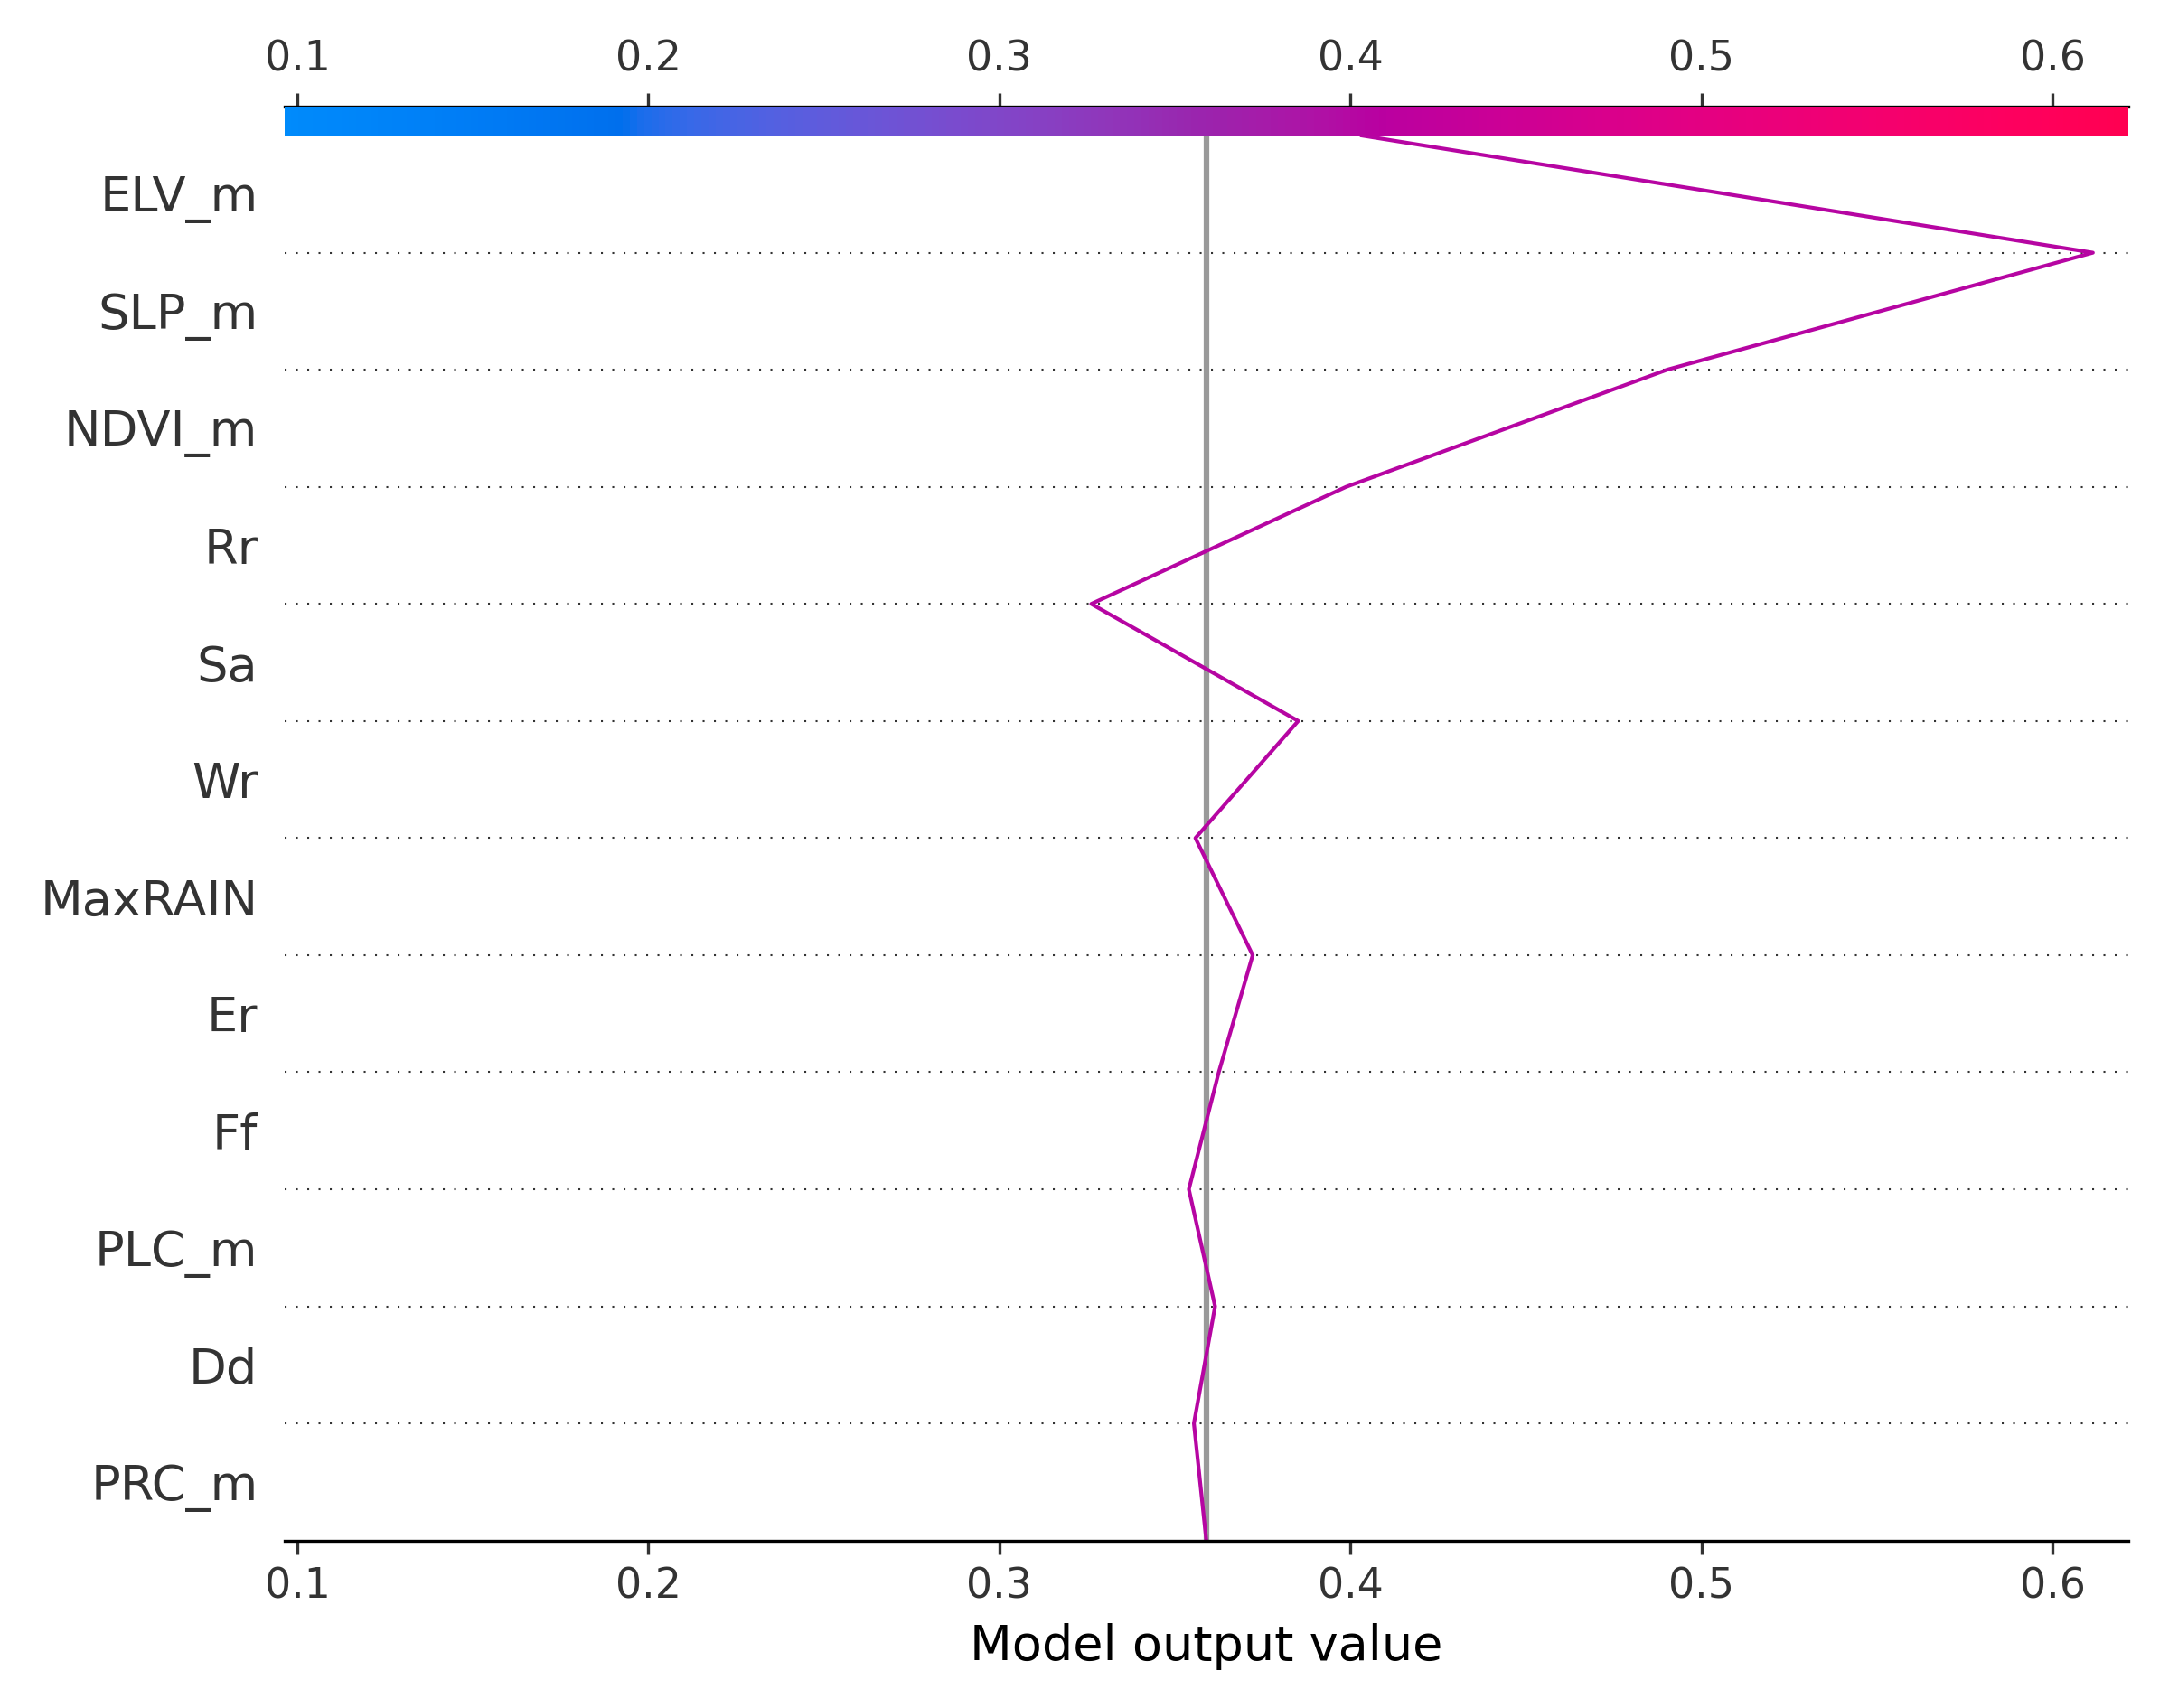 0.1 0.2 0.3 0.4 0.5 0.6
ELV_m
SLP_m
NDVI_m
Rr
Sa
Wr
MaxRAIN
Er
Ff
PLC_m
Dd
PRC_m
0.1 0.2 0.3 0.4 0.5 0.6
Model output value